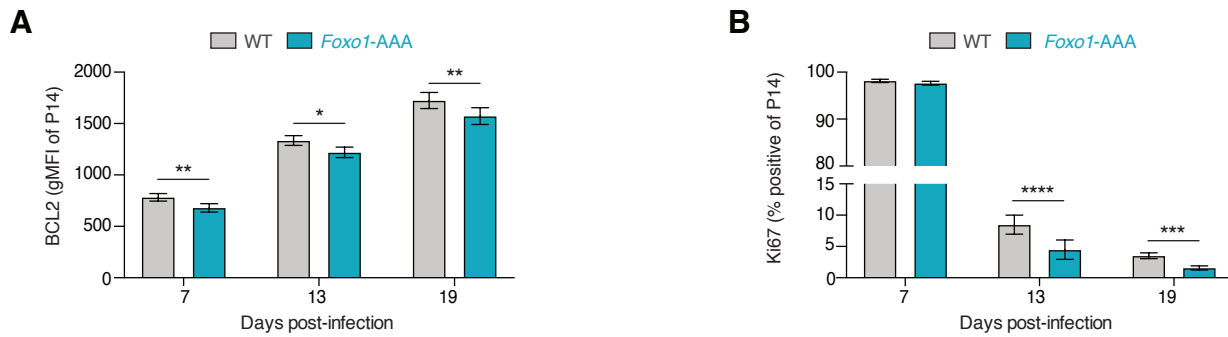 A
WT Foxo1-AAA
BCL2 (gMFI of P14)
2000
1500
1000
500
0
**
*
**
7 13 19
Days post-infection
B
WT Foxo1-AAA
Ki67 (% positive of P14)
100
90
80
15
10
5
0
****
***
7 13 19
Days post-infection